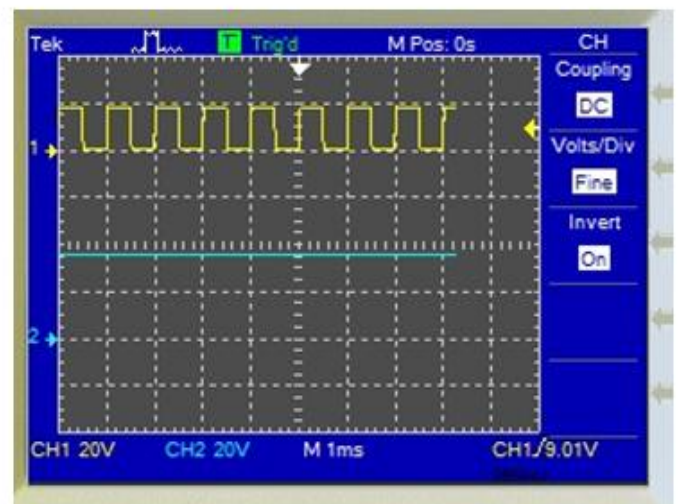 Tek T Trig'd M Pos: 0s CH
Coupling
DC
1
Volts/Div
Fine
Invert
On
2
CH1 20V CH2 20V M 1ms CH1 9.01V